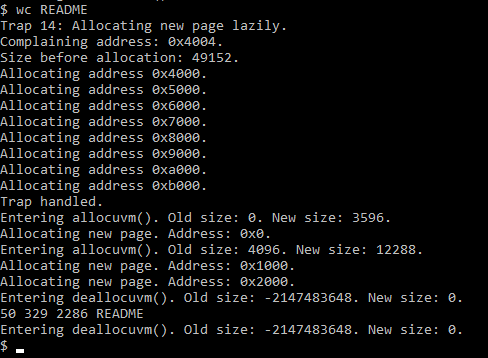 $ wc README
Trap 14: Allocating new page lazily.
Complaining address: 0x4004.
Size before allocation: 49152.
Allocating address 0x4000.
Allocating address 0x5000.
Allocating address 0x6000.
Allocating address 0x7000.
Allocating address 0x8000.
Allocating address 0x9000.
Allocating address 0xa000.
Allocating address 0xb000.
Trap handled.
Entering allocuvm(). Old size: 0. New size: 3596.
Allocating new page. Address: 0x0.
Entering allocuvm(). Old size: 4096. New size: 12288.
Allocating new page. Address: 0x1000.
Allocating new page. Address: 0x2000.
Entering deallocuvm(). Old size: -2147483648. New size: 0.
50 329 2286 README
Entering deallocuvm(). Old size: -2147483648. New size: 0.
$